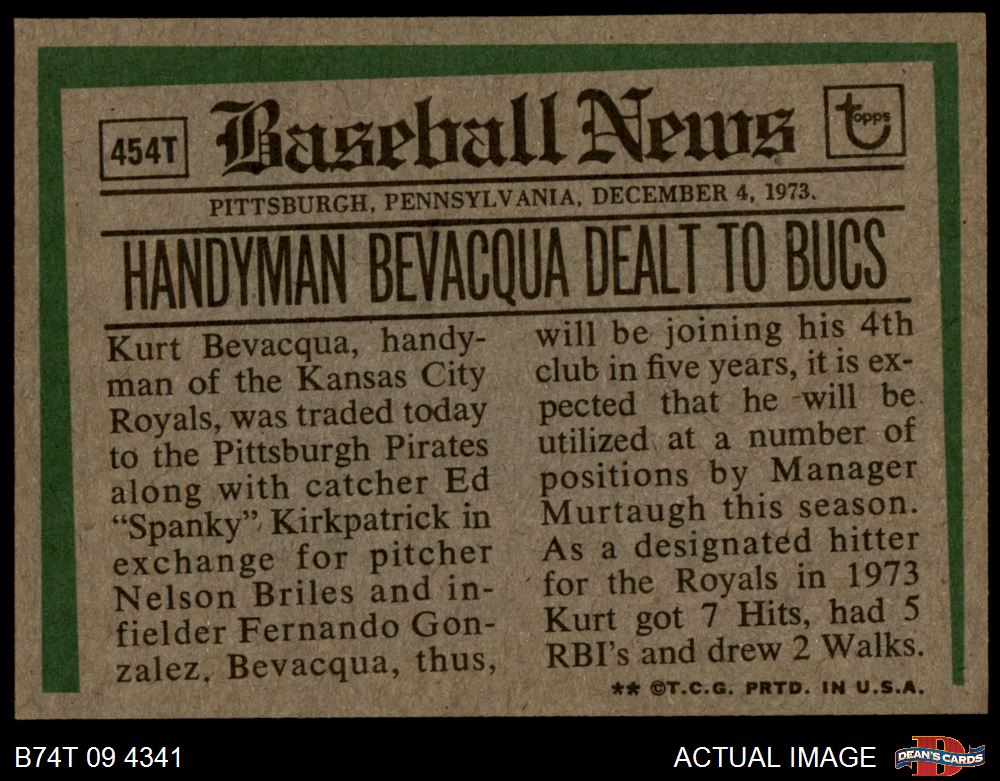 454T
Baseball News
topps
PITTSBURGH, PENNSYLVANIA, DECEMBER 4, 1973.
HANDYMAN BEVACQUA DEALT TO BUCS
Kurt Bevacqua, handy-
man of the Kansas City
Royals, was traded today
to the Pittsburgh Pirates
along with catcher Ed
"Spanky" Kirkpatrick in
exchange for pitcher
Nelson Briles and in-
fielder Fernando Gon-
zalez. Bevacqua, thus,
will be joining his 4th
club in five years, it is ex-
pected that he will be
utilized at a number of
positions by Manager
Murtaugh this season.
As a designated hitter
for the Royals in 1973
Kurt got 7 Hits, had 5
RBI's and drew 2 Walks.
** ©T.C.G. PRTD. IN U.S.A.
B74T 09 4341
ACTUAL IMAGE
D
DEAN'S CARDS